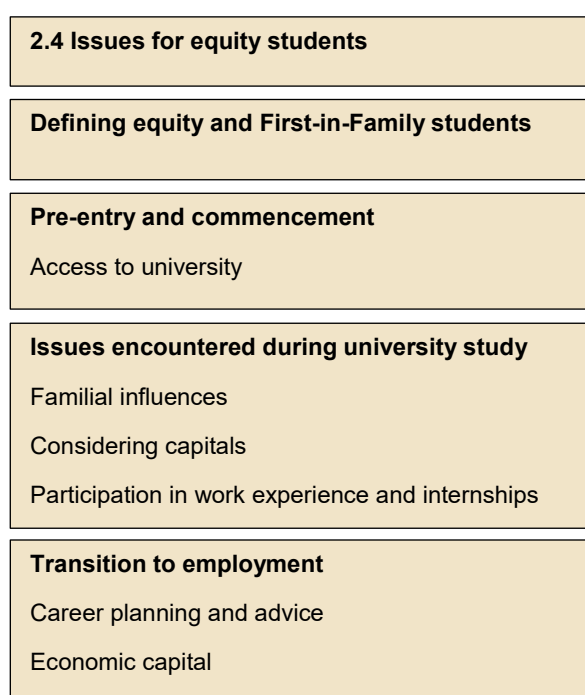 2.4 Issues for equity students
Defining equity and First-in-Family students
Pre-entry and commencement
Access to university
Issues encountered during university study
Familial influences
Considering capitals
Participation in work experience and internships
Transition to employment
Career planning and advice
Economic capital